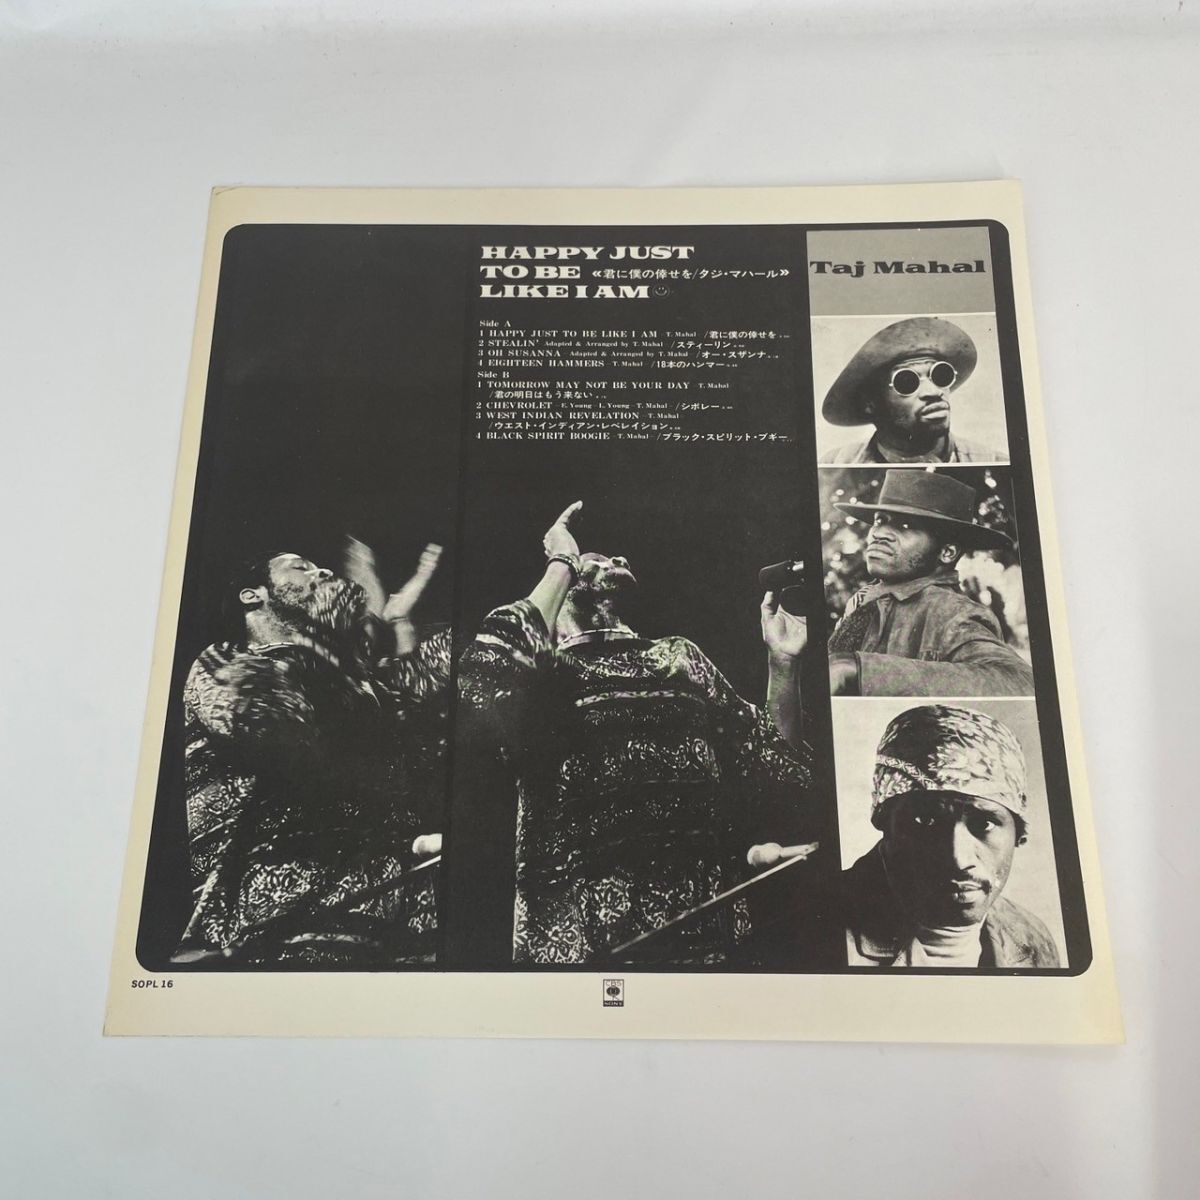 HAPPY JUST
TO BE 《君に僕の倖せを/タジ・マハール》
LIKE I AM
Taj Mahal
Side A
1 HAPPY JUST TO BE LIKE I AM -T. Mahal- /君に僕の倖せを
2 STEALIN' Adapted & Arranged by T. Mahal /スティーリン
3 OH SUSANNA -Adapted & Arranged by T. Mahal- /オー・スザンナ
4 EIGHTEEN HAMMERS -T. Mahal- /18本のハンマー
Side B
1 TOMORROW MAY NOT BE YOUR DAY -T. Mahal
/君の明日はもう来ない
2 CHEVROLET -E. Young-L. Young-T. Mahal- /シボレー
3 WEST INDIAN REVELATION -T. Mahal-
/ウエスト・インディアン・レベレイション
4 BLACK SPIRIT BOOGIE -T. Mahal- /ブラック・スピリット・ブギー
SOPL 16
CBS
SONY